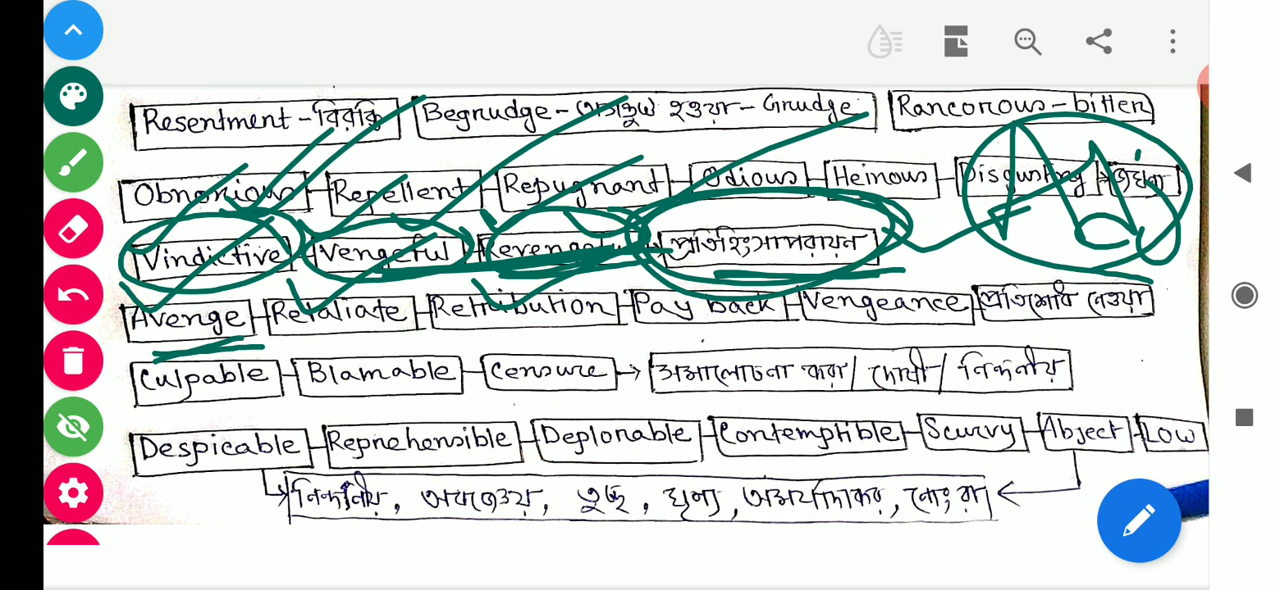 Resentment - বিরক্তি Begrudge - হওয়া - Grudge Rancorous - bitter
Obnoxious Repellent Repugnant Odious Heinous Disgusting জঘন্য
Vindictive Vengeful Revengeful প্রতিহিংসাপরায়ন Adj
Avenge Retaliate Retribution Pay back Vengeance প্রতিশোধ নেওয়া
Culpable Blamable Censure → সমালোচনা করা / দোষী / নিন্দনীয়
Despicable Reprehensible Deplorable Contemptible Scurvy Abject Low
নিন্দনীয়, অবজ্ঞেয়, তুচ্ছ, ঘৃণ্য, অমর্যাদাকর, নোংরা